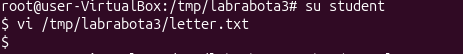 root@user-VirtualBox:/tmp/labrabota3# su student
$ vi /tmp/labrabota3/letter.txt
$